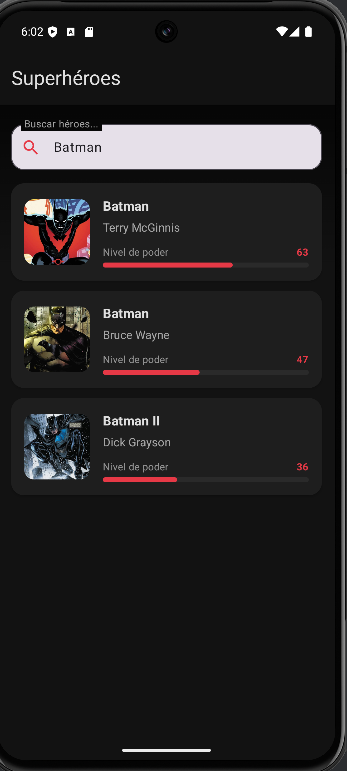 6:02
Superhéroes
Buscar héroes...
Batman
Batman
Terry McGinnis
Nivel de poder 63
Batman
Bruce Wayne
Nivel de poder 47
Batman II
Dick Grayson
Nivel de poder 36